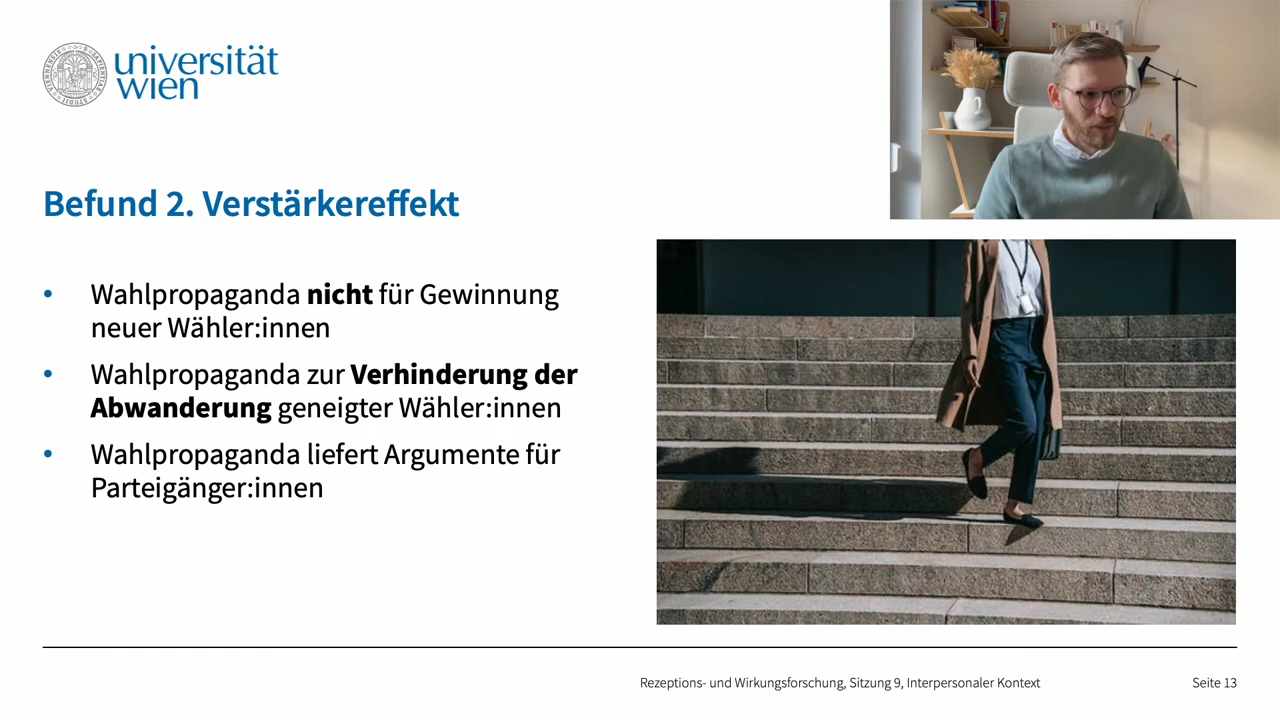 universität
wien
Befund 2. Verstärkereffekt
• Wahlpropaganda nicht für Gewinnung
neuer Wähler:innen
• Wahlpropaganda zur Verhinderung der
Abwanderung geneigter Wähler:innen
• Wahlpropaganda liefert Argumente für
Parteigänger:innen
Rezeptions- und Wirkungsforschung, Sitzung 9, Interpersonaler Kontext
Seite 13